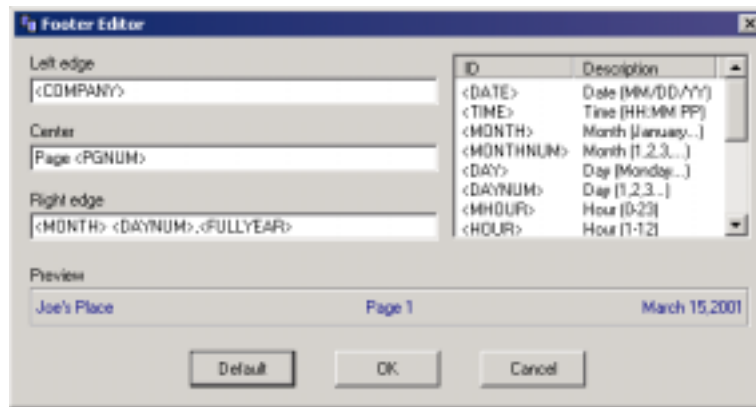 Footer Editor
Left edge
<COMPANY>
Center
Page <PGNUM>
Right edge
<MONTH> <DAYNUM>,<FULLYEAR>
ID Description
<DATE> Date (MM/DD/YY)
<TIME> Time (HH:MM PP)
<MONTH> Month (January...)
<MONTHNUM> Month (1,2,3,...)
<DAY> Day (Monday...)
<DAYNUM> Day (1,2,3...)
<MHOUR> Hour (0-23)
<HOUR> Hour (1-12)
Preview
Joe's Place Page 1 March 15,2001
Default OK Cancel